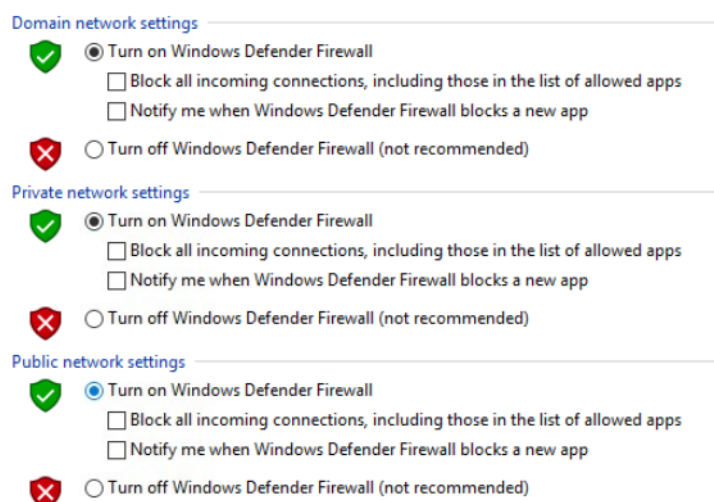 Domain network settings
Turn on Windows Defender Firewall
Block all incoming connections, including those in the list of allowed apps
Notify me when Windows Defender Firewall blocks a new app
Turn off Windows Defender Firewall (not recommended)
Private network settings
Turn on Windows Defender Firewall
Block all incoming connections, including those in the list of allowed apps
Notify me when Windows Defender Firewall blocks a new app
Turn off Windows Defender Firewall (not recommended)
Public network settings
Turn on Windows Defender Firewall
Block all incoming connections, including those in the list of allowed apps
Notify me when Windows Defender Firewall blocks a new app
Turn off Windows Defender Firewall (not recommended)